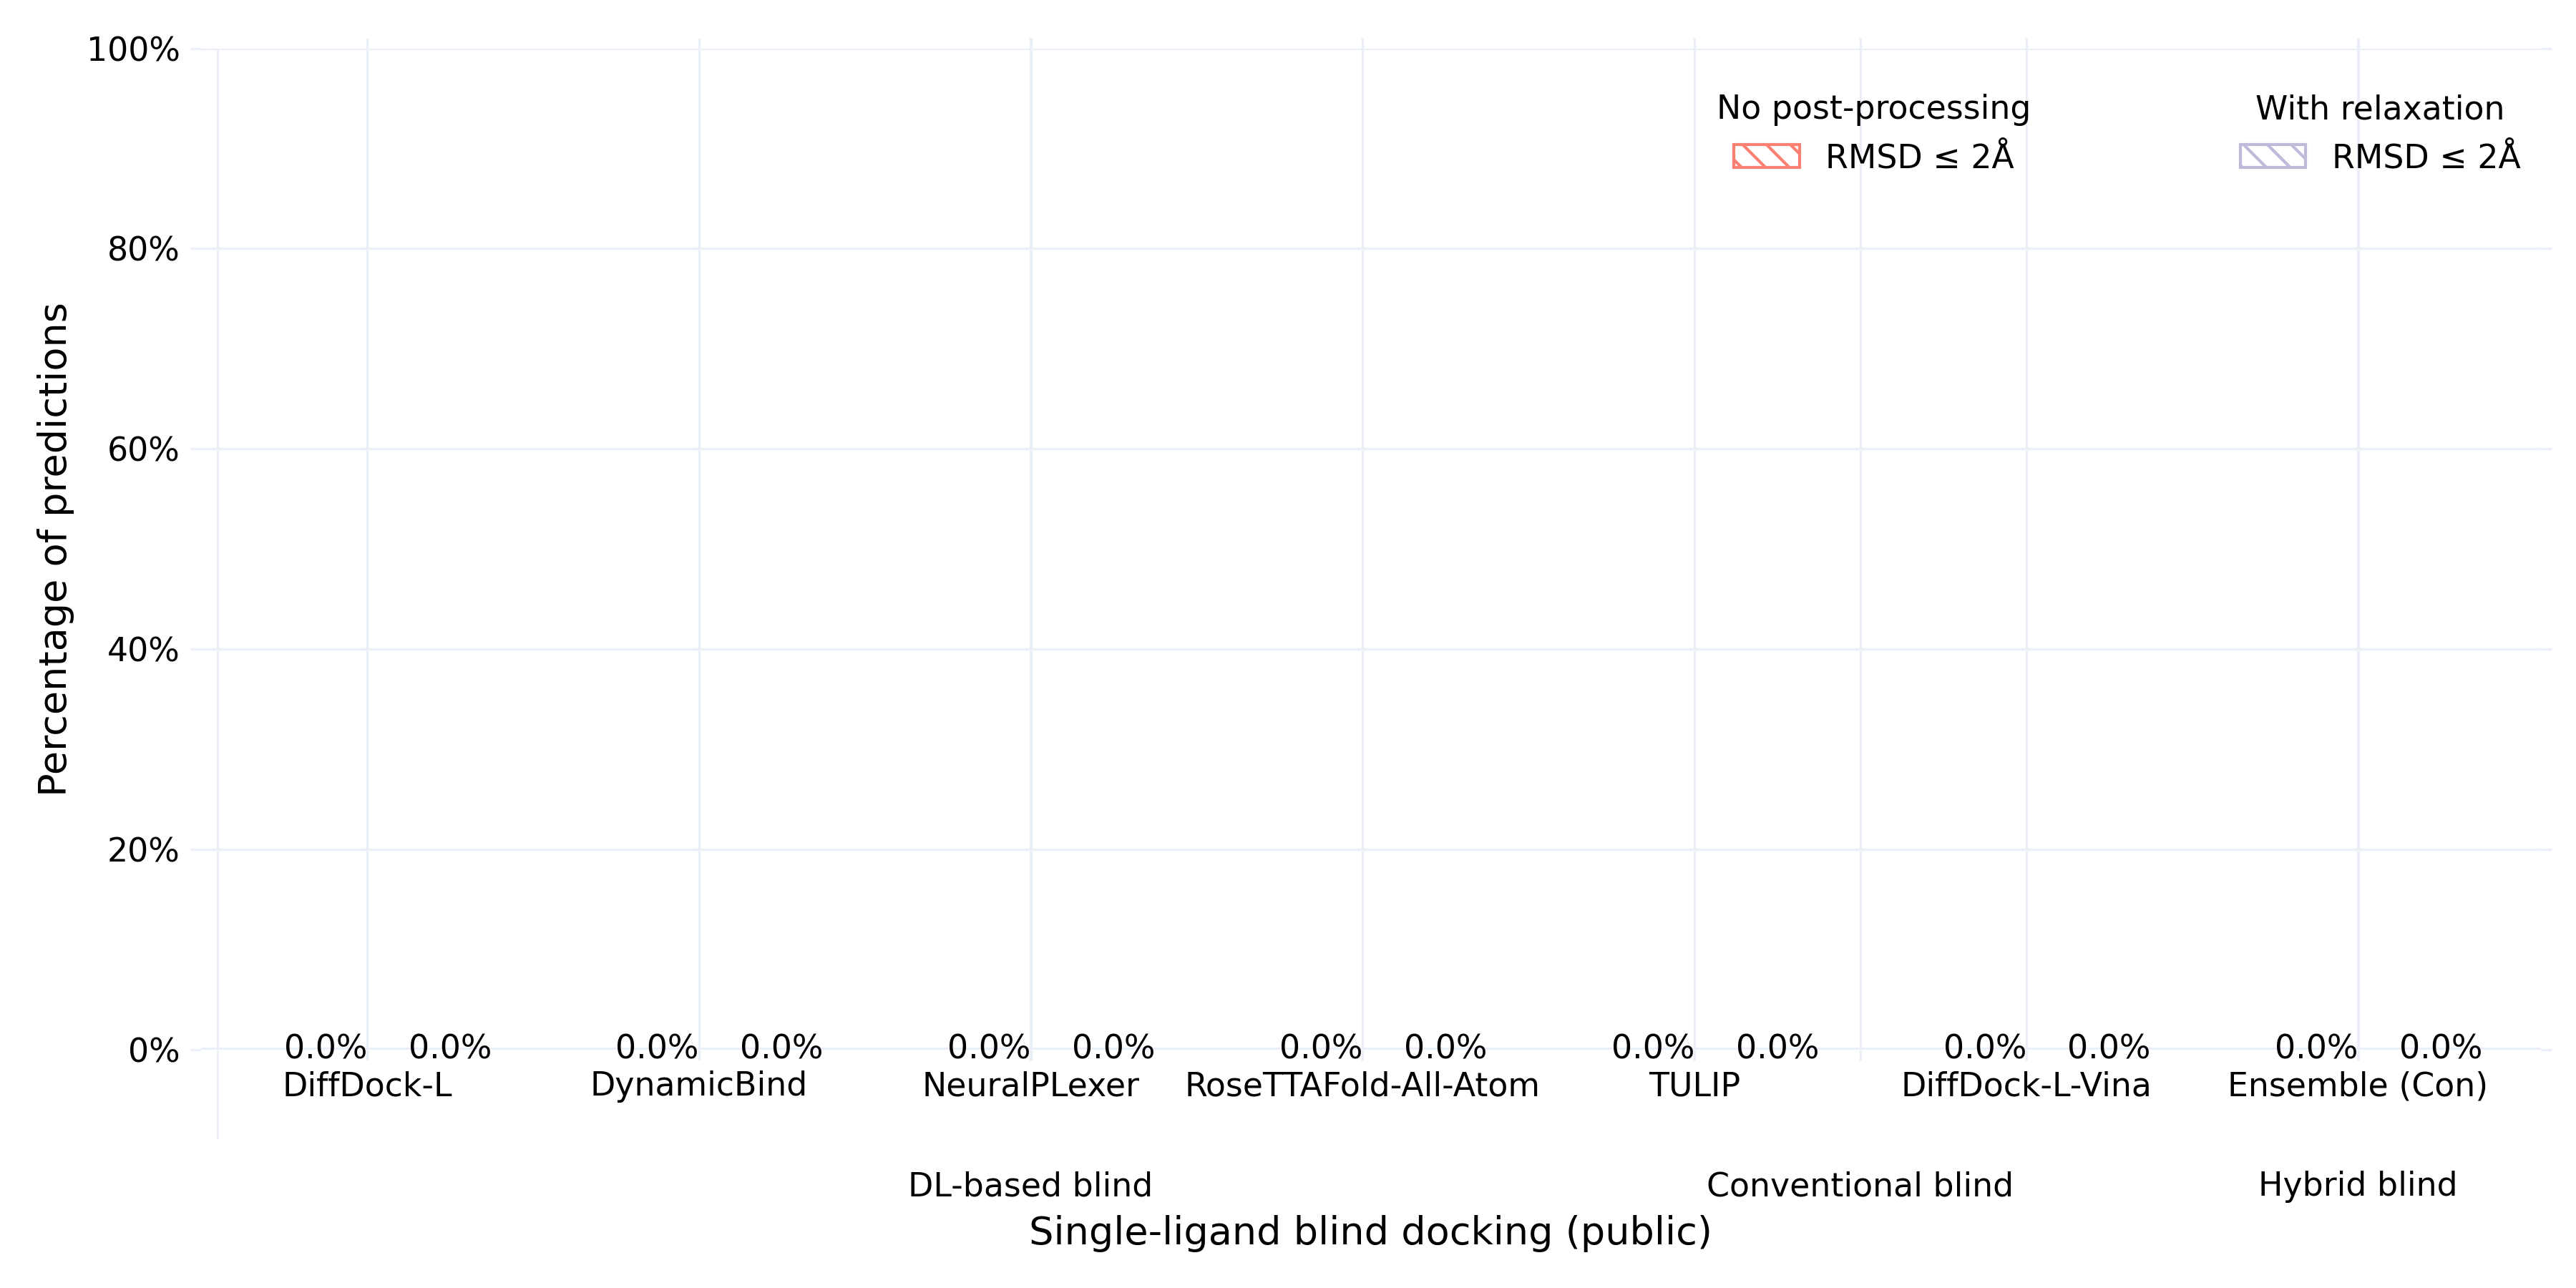 100%
80%
60%
40%
20%
0%
Percentage of predictions
No post-processing
RMSD ≤ 2Å
With relaxation
RMSD ≤ 2Å
0.0% 0.0% 0.0% 0.0% 0.0% 0.0% 0.0% 0.0% 0.0% 0.0% 0.0% 0.0% 0.0% 0.0%
DiffDock-L DynamicBind NeuralPLexer RoseTTAFold-All-Atom TULIP DiffDock-L-Vina Ensemble (Con)
DL-based blind Conventional blind Hybrid blind
Single-ligand blind docking (public)